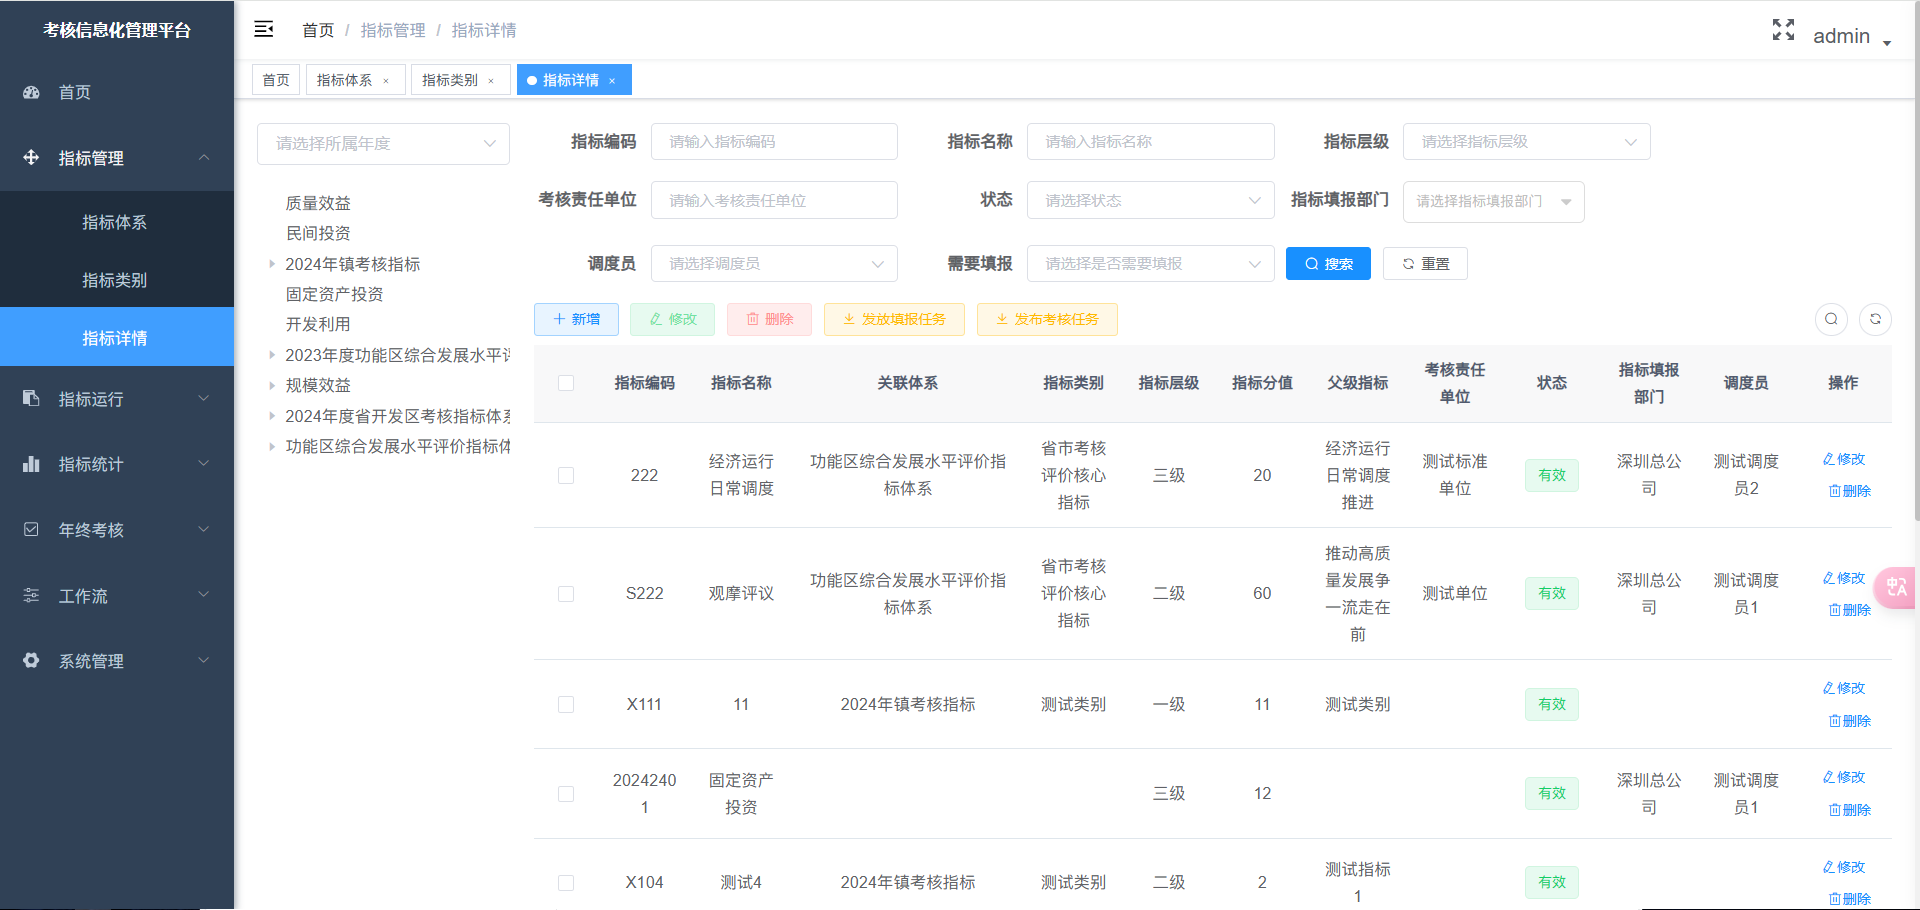 考核信息化管理平台
首页
指标管理
指标体系
指标类别
指标详情
指标运行
指标统计
年终考核
工作流
系统管理
首页 / 指标管理 / 指标详情
admin
首页
指标体系 ×
指标类别 ×
指标详情 ×
请选择所属年度
质量效益
民间投资
2024年镇考核指标
固定资产投资
开发利用
2023年度功能区综合发展水平
规模效益
2024年度省开发区考核指标体
功能区综合发展水平评价指标
指标编码 请输入指标编码
指标名称 请输入指标名称
指标层级 请选择指标层级
考核责任单位 请输入考核责任单位
状态 请选择状态
指标填报部门 请选择指标填报部门
调度员 请选择调度员
需要填报 请选择是否需要填报
搜索 重置
新增 修改 删除 发放填报任务 发布考核任务
指标编码 指标名称 关联体系 指标类别 指标层级 指标分值 父级指标 考核责任单位 状态 指标填报部门 调度员 操作
222 经济运行日常调度 功能区综合发展水平评价指标体系 省市考核评价核心指标 三级 20 经济运行日常调度推进 测试标准单位 有效 深圳总公司 测试调度员2 修改 删除
S222 观摩评议 功能区综合发展水平评价指标体系 省市考核评价核心指标 二级 60 推动高质量发展争一流走在前 测试单位 有效 深圳总公司 测试调度员1 修改 删除
X111 11 2024年镇考核指标 测试类别 一级 11 测试类别 有效 修改 删除
20242401 固定资产投资 三级 12 有效 深圳总公司 测试调度员1 修改 删除
X104 测试4 2024年镇考核指标 测试类别 二级 2 测试指标1 有效 修改 删除
中A